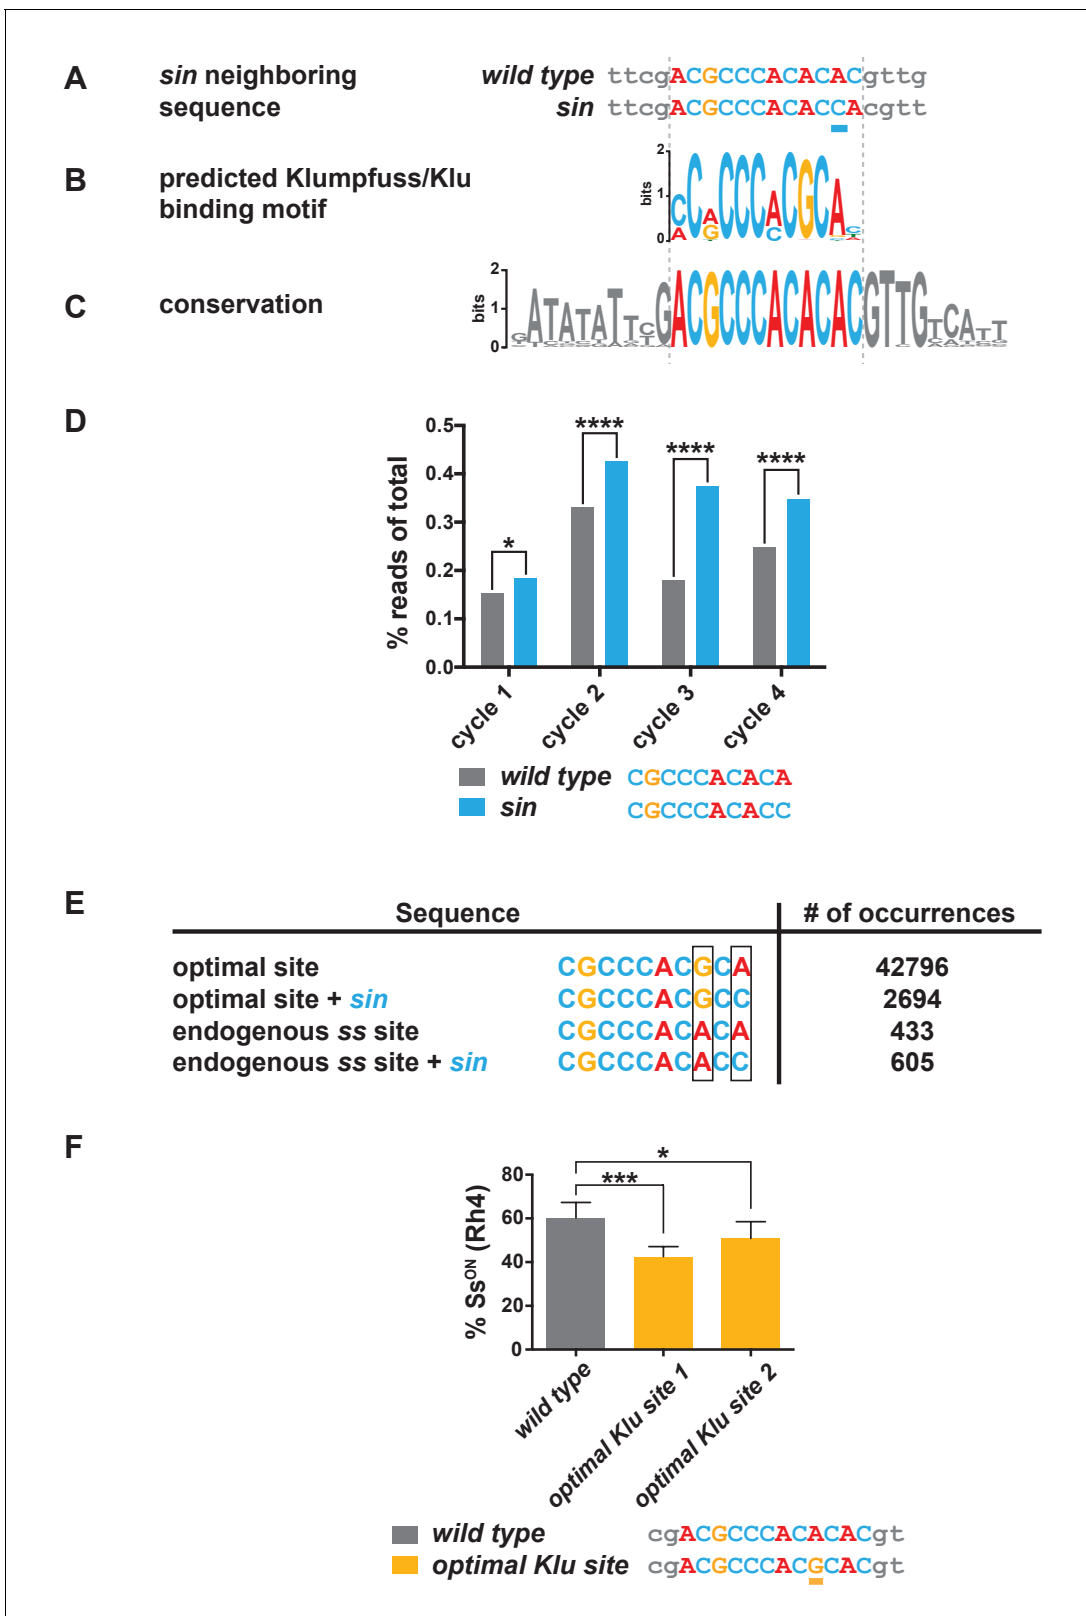 A
sin neighboring sequence
wild type ttcgACGCCCACACACgttg
sin ttcgACGCCCACACCAcgtt
B
predicted Klumpfuss/Klu binding motif
bits
2
1
0
C
conservation
bits
2
1
0
GACGCCCACACACGTTG
D
% reads of total
0.5
0.4
0.3
0.2
0.1
0.0
* **** **** ****
cycle 1 cycle 2 cycle 3 cycle 4
wild type CGCCCACACA
sin CGCCCACACC
E
Sequence # of occurrences
optimal site CGCCCACGCA 42796
optimal site + sin CGCCCACGCC 2694
endogenous ss site CGCCCACACA 433
endogenous ss site + sin CGCCCACACC 605
F
% Ss^ON (Rh4)
80
60
40
20
0
*
***
wild type optimal Klu site 1 optimal Klu site 2
wild type cgACGCCCACACACgt
optimal Klu site cgACGCCCACGCACgt